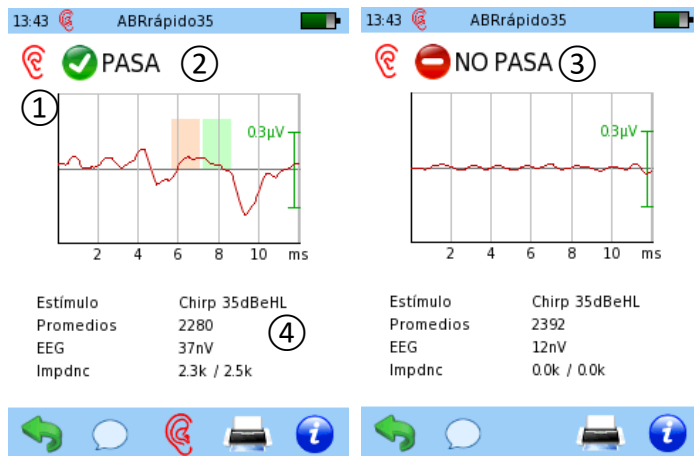 13:43 ABRrápido35
① PASA ②
0.3µV
2 4 6 8 10 ms
Estímulo Chirp 35dBeHL
Promedios 2280
EEG 37nV
Impdnc 2.3k / 2.5k
④
13:43 ABRrápido35
NO PASA ③
0.3µV
2 4 6 8 10 ms
Estímulo Chirp 35dBeHL
Promedios 2392
EEG 12nV
Impdnc 0.0k / 0.0k